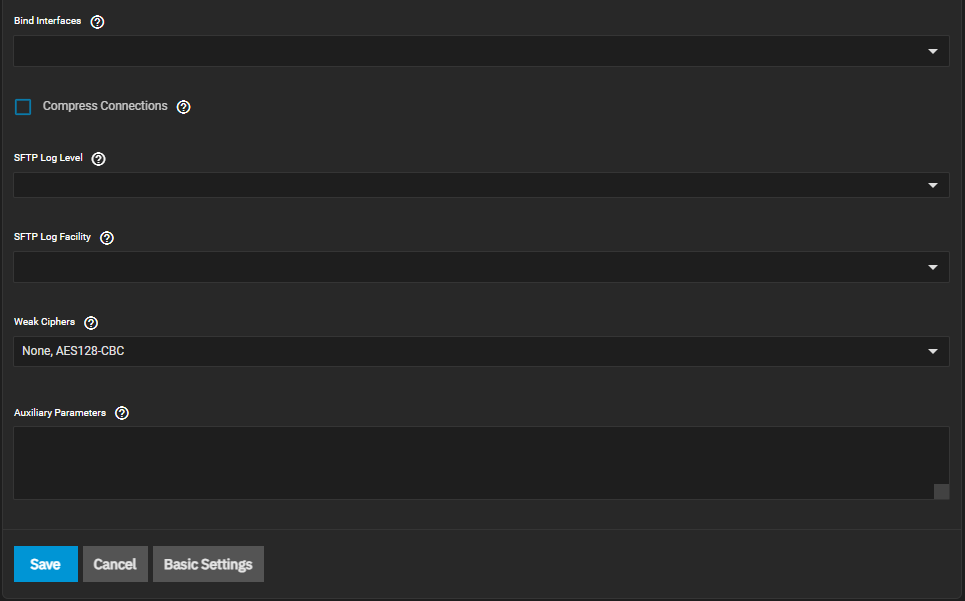 Bind Interfaces
Compress Connections
SFTP Log Level
SFTP Log Facility
Weak Ciphers
None, AES128-CBC
Auxiliary Parameters
Save Cancel Basic Settings